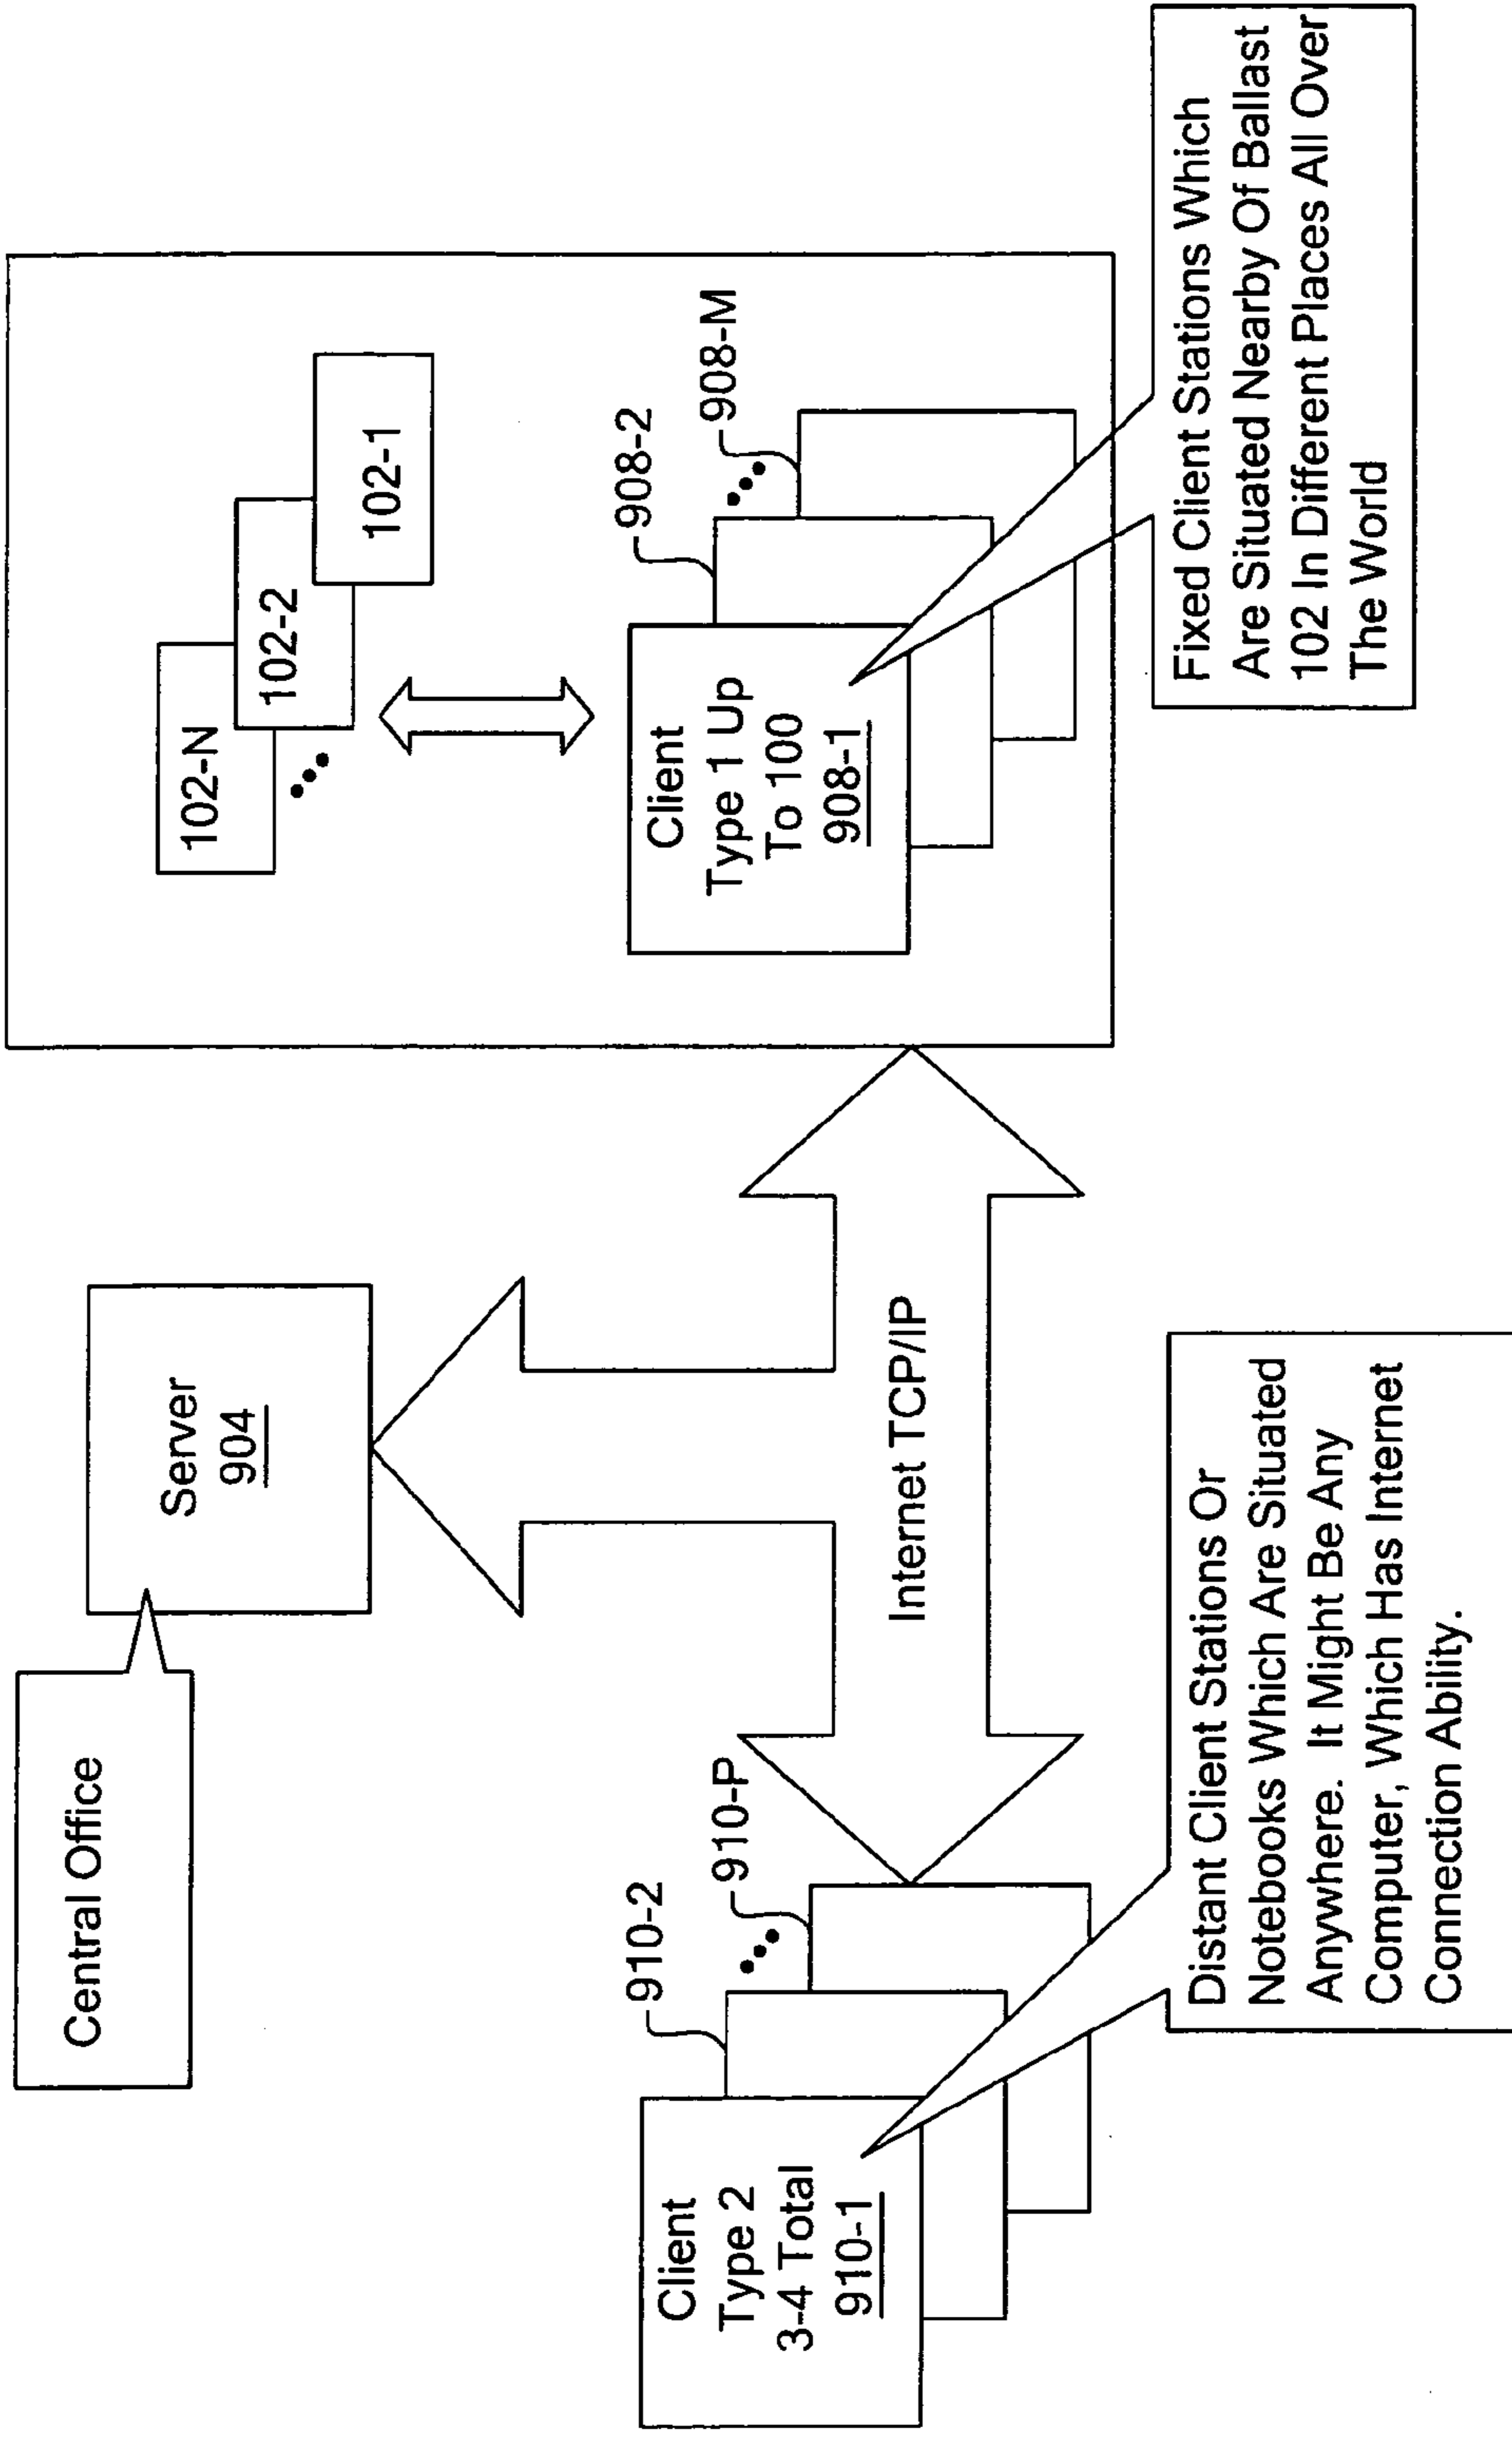 Central Office
Server
904
102-N
102-2
102-1
910-2
910-P
Client
Type 2
3-4 Total
910-1
Internet TCP/IP
908-2
908-M
Client
Type 1 Up
To 100
908-1
Distant Client Stations Or
Notebooks Which Are Situated
Anywhere. It Might Be Any
Computer, Which Has Internet
Connection Ability.
Fixed Client Stations Which
Are Situated Nearby Of Ballast
102 In Different Places All Over
The World